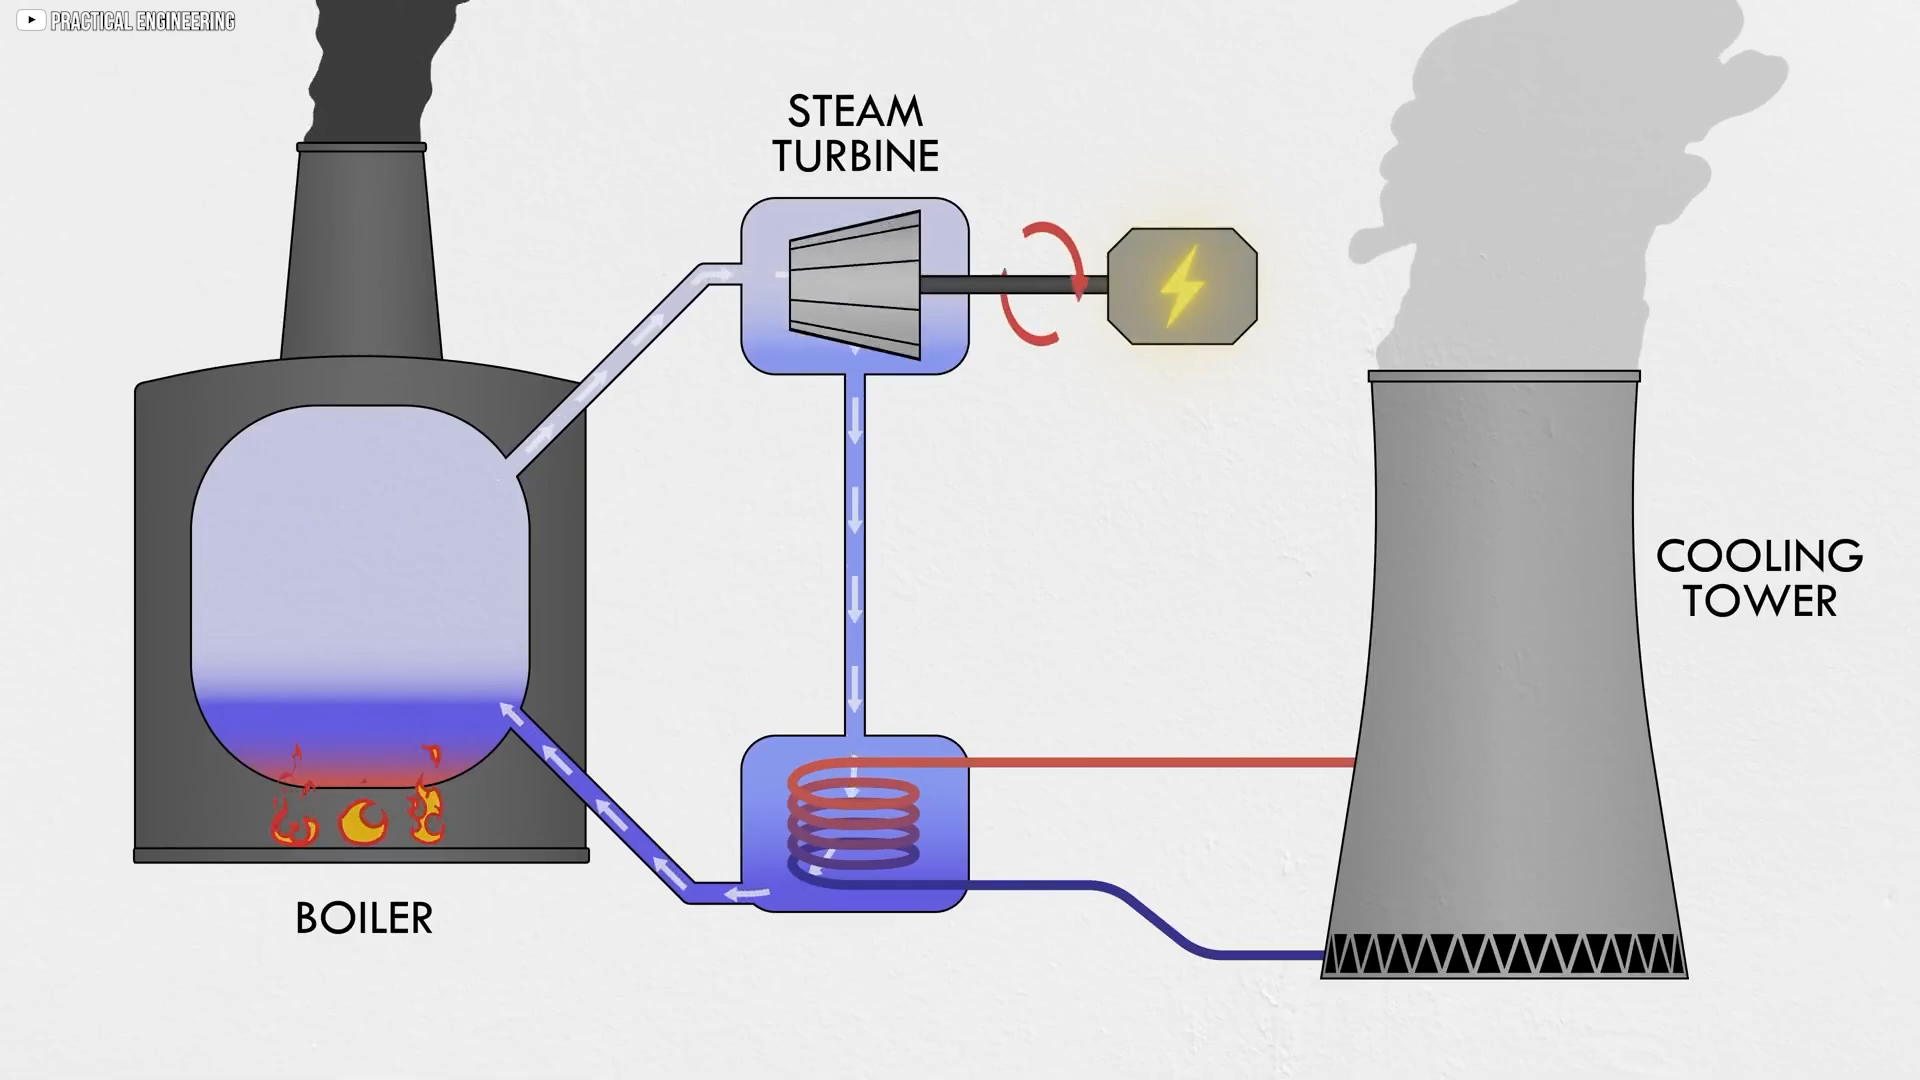 PRACTICAL ENGINEERING
STEAM
TURBINE
COOLING
TOWER
BOILER